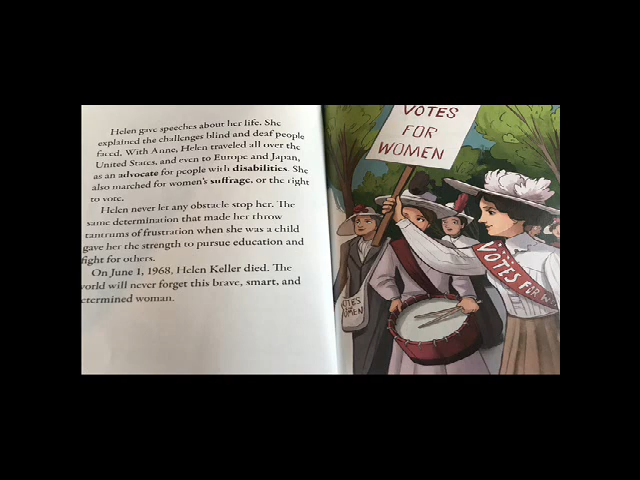 Helen gave speeches about her life. She
explained the challenges blind and deaf people
faced. With Anne, Helen traveled all over the
United States, and even to Europe and Japan,
as an advocate for people with disabilities. She
also marched for women's suffrage, or the right
to vote.
Helen never let any obstacle stop her. The
same determination that made her throw
tantrums of frustration when she was a child
gave her the strength to pursue education and
fight for others.
On June 1, 1968, Helen Keller died. The
world will never forget this brave, smart, and
etermined woman.
VOTES
FOR
WOMEN
VOTES FOR W
VOTES
WOMEN